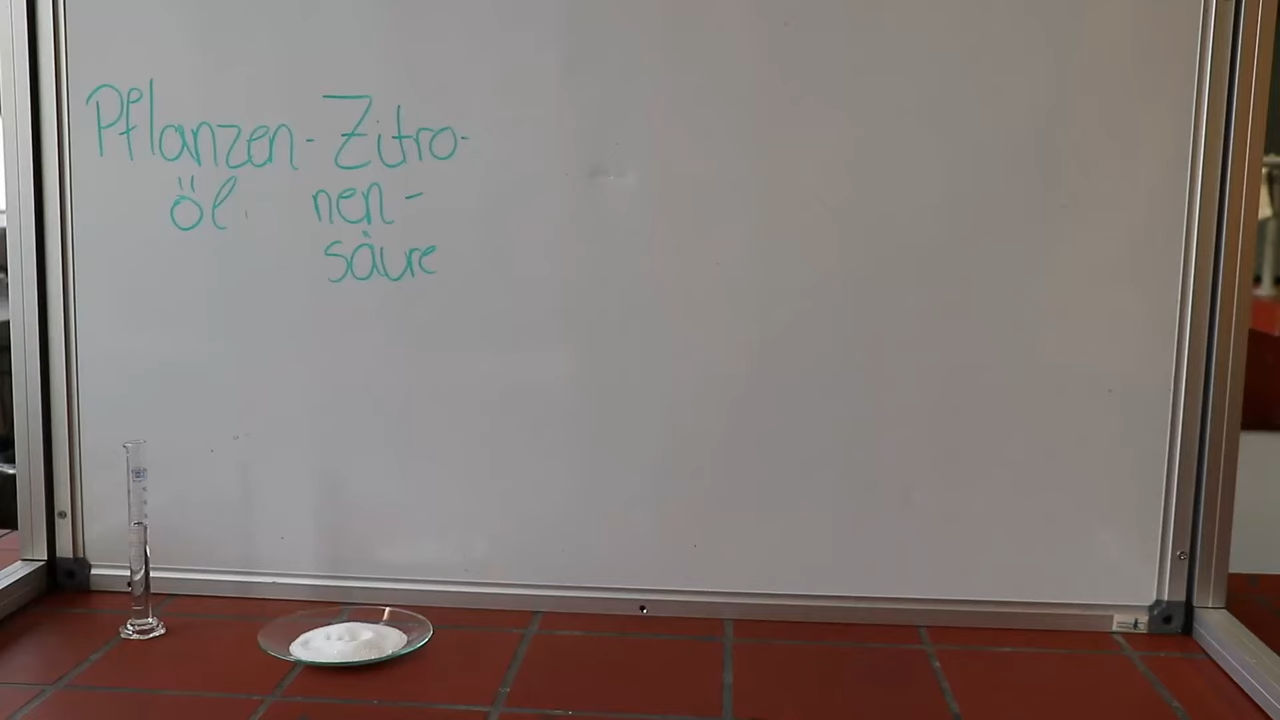 Pflanzen- Zitro-
öl nen-
säure